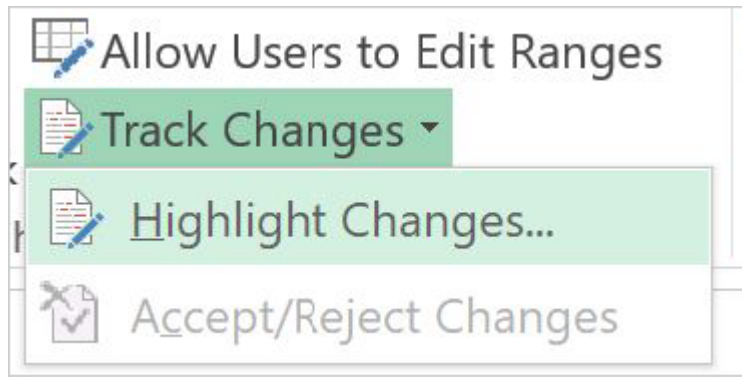 Allow Users to Edit Ranges
Track Changes
Highlight Changes...
Accept/Reject Changes